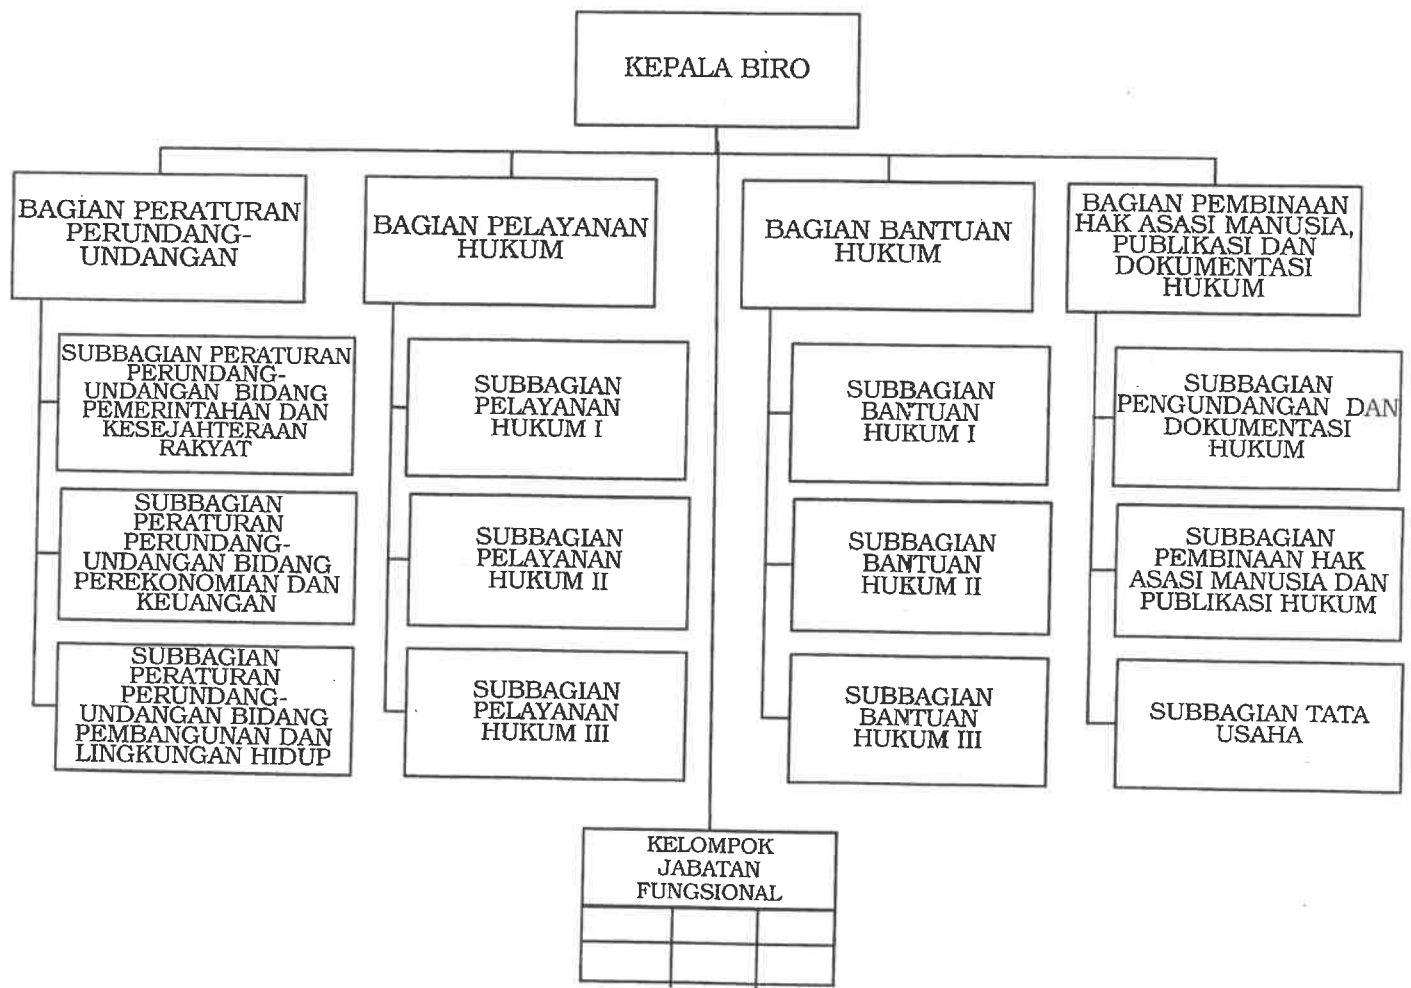 KEPALA BIRO
BAGIAN PERATURAN
PERUNDANG-
UNDANGAN
BAGIAN PELAYANAN
HUKUM
BAGIAN BANTUAN
HUKUM
BAGIAN PEMBINAAN
HAK ASASI MANUSIA,
PUBLIKASI DAN
DOKUMENTASI
HUKUM
SUBBAGIAN PERATURAN
PERUNDANG-
UNDANGAN BIDANG
PEMERINTAHAN DAN
KESEJAHTERAAN
RAKYAT
SUBBAGIAN
PELAYANAN
HUKUM I
SUBBAGIAN
BANTUAN
HUKUM I
SUBBAGIAN
PENGUNDANGAN DAN
DOKUMENTASI
HUKUM
SUBBAGIAN
PERATURAN
PERUNDANG-
UNDANGAN BIDANG
PEREKONOMIAN DAN
KEUANGAN
SUBBAGIAN
PELAYANAN
HUKUM II
SUBBAGIAN
BANTUAN
HUKUM II
SUBBAGIAN
PEMBINAAN HAK
ASASI MANUSIA DAN
PUBLIKASI HUKUM
SUBBAGIAN
PERATURAN
PERUNDANG-
UNDANGAN BIDANG
PEMBANGUNAN DAN
LINGKUNGAN HIDUP
SUBBAGIAN
PELAYANAN
HUKUM III
SUBBAGIAN
BANTUAN
HUKUM III
SUBBAGIAN TATA
USAHA
KELOMPOK
JABATAN
FUNGSIONAL